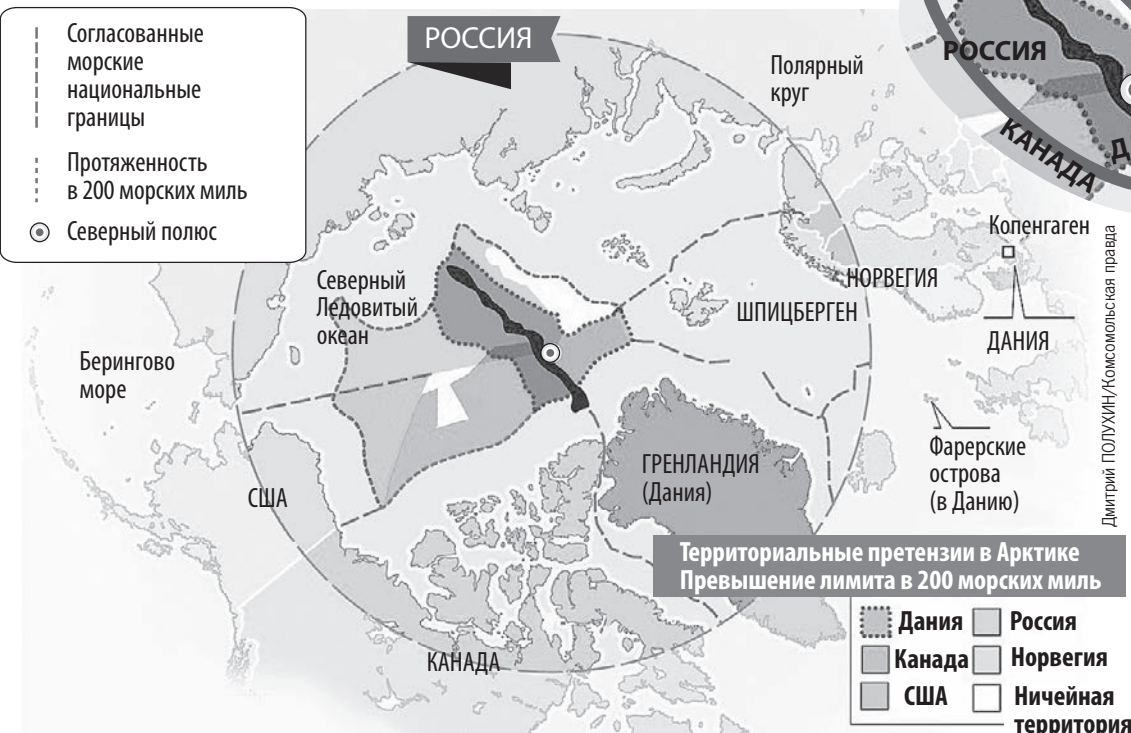 Согласованные
морские
национальные
границы
Протяженность
в 200 морских миль
Северный полюс
РОССИЯ
Полярный
круг
РОССИЯ
КАНАДА
Д
Копенгаген
НОРВЕГИЯ
ШПИЦБЕРГЕН
ДАНИЯ
Северный
Ледовитый
океан
Берингово
море
Фарерские
острова
(в Данию)
ГРЕНЛАНДИЯ
(Дания)
США
КАНАДА
Дмитрий ПОЛУХИН/Комсомольская правда
Территориальные претензии в Арктике
Превышение лимита в 200 морских миль
Дания
Россия
Канада
Норвегия
США
Ничейная
территория